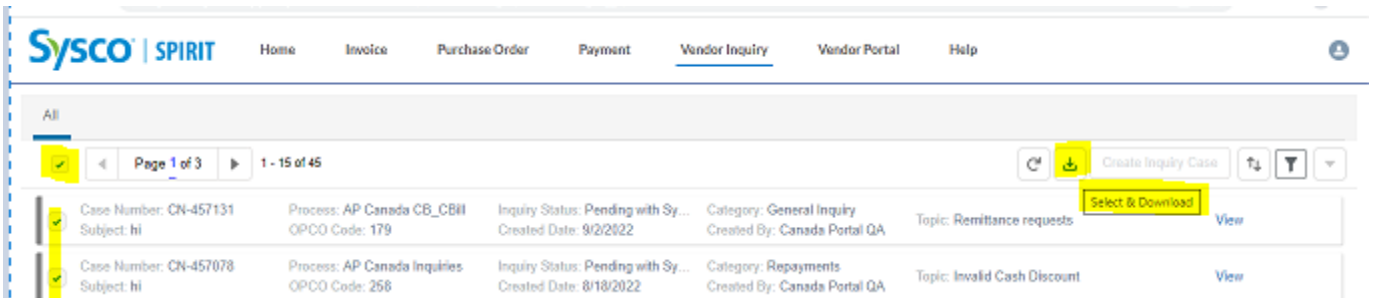 Sysco | SPIRIT Home Invoice Purchase Order Payment Vendor Inquiry Vendor Portal Help
All
Page 1 of 3 1 - 15 of 45 Create Inquiry Case
Select & Download
Case Number: CN-457131 Process: AP Canada CB_CBill Inquiry Status: Pending with Sy... Category: General Inquiry Topic: Remittance requests View
Subject: hi OPCO Code: 179 Created Date: 9/2/2022 Created By: Canada Portal QA
Case Number: CN-457078 Process: AP Canada Inquiries Inquiry Status: Pending with Sy... Category: Repayments Topic: Invalid Cash Discount View
Subject: hi OPCO Code: 258 Created Date: 8/18/2022 Created By: Canada Portal QA